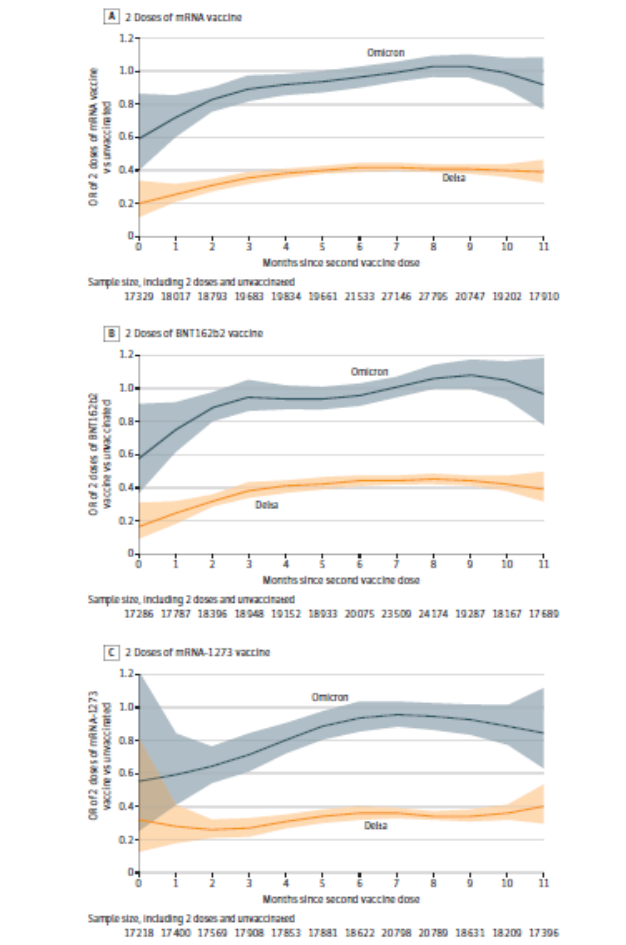 A 2 Doses of mRNA vaccine
1.2
1.0
0.8
0.6
0.4
0.2
0
OR of 2 doses of mRNA vaccine
vs unvaccinated
Omicron
Delta
0 1 2 3 4 5 6 7 8 9 10 11
Months since second vaccine dose
Sample size, including 2 doses and unvaccinated
17329 18017 18793 19683 19834 19661 21533 27146 27795 20747 19202 17910
B 2 Doses of BNT162b2 vaccine
1.2
1.0
0.8
0.6
0.4
0.2
0
OR of 2 doses of BNT162b2
vaccine vs unvaccinated
Omicron
Delta
0 1 2 3 4 5 6 7 8 9 10 11
Months since second vaccine dose
Sample size, including 2 doses and unvaccinated
17286 17787 18396 18948 19152 18933 20075 23509 24174 19287 18167 17689
C 2 Doses of mRNA-1273 vaccine
1.2
1.0
0.8
0.6
0.4
0.2
0
OR of 2 doses of mRNA-1273
vaccine vs unvaccinated
Omicron
Delta
0 1 2 3 4 5 6 7 8 9 10 11
Months since second vaccine dose
Sample size, including 2 doses and unvaccinated
17218 17400 17569 17908 17853 17881 18622 20798 20789 18631 18209 17396